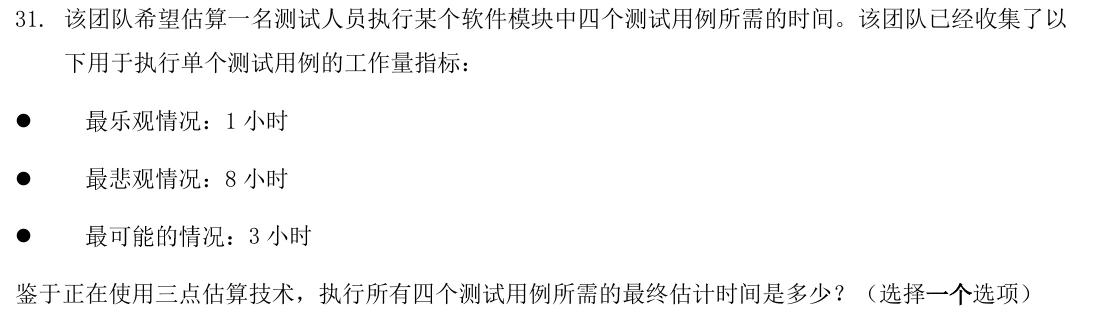 31. 该团队希望估算一名测试人员执行某个软件模块中四个测试用例所需的时间。该团队已经收集了以
下用于执行单个测试用例的工作量指标：
● 最乐观情况：1 小时
● 最悲观情况：8 小时
● 最可能的情况：3 小时
鉴于正在使用三点估算技术，执行所有四个测试用例所需的最终估计时间是多少？（选择一个选项）